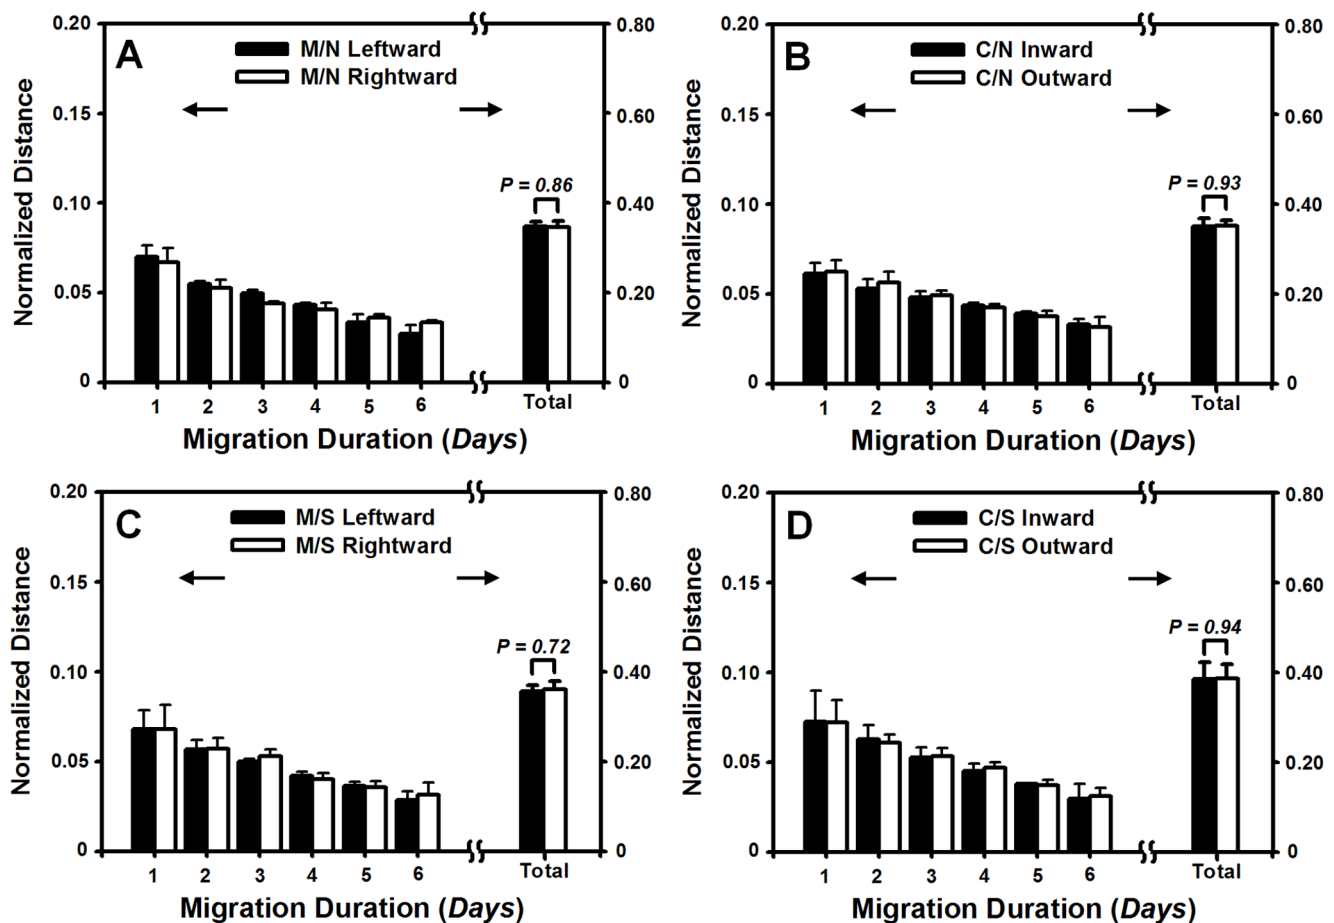 A
M/N Leftward
M/N Rightward
Normalized Distance
0.20
0.15
0.10
0.05
0
0.80
0.60
0.40
0.20
0
P = 0.86
1 2 3 4 5 6 Total
Migration Duration (Days)
B
C/N Inward
C/N Outward
Normalized Distance
0.20
0.15
0.10
0.05
0
0.80
0.60
0.40
0.20
0
P = 0.93
1 2 3 4 5 6 Total
Migration Duration (Days)
C
M/S Leftward
M/S Rightward
Normalized Distance
0.20
0.15
0.10
0.05
0
0.80
0.60
0.40
0.20
0
P = 0.72
1 2 3 4 5 6 Total
Migration Duration (Days)
D
C/S Inward
C/S Outward
Normalized Distance
0.20
0.15
0.10
0.05
0
0.80
0.60
0.40
0.20
0
P = 0.94
1 2 3 4 5 6 Total
Migration Duration (Days)